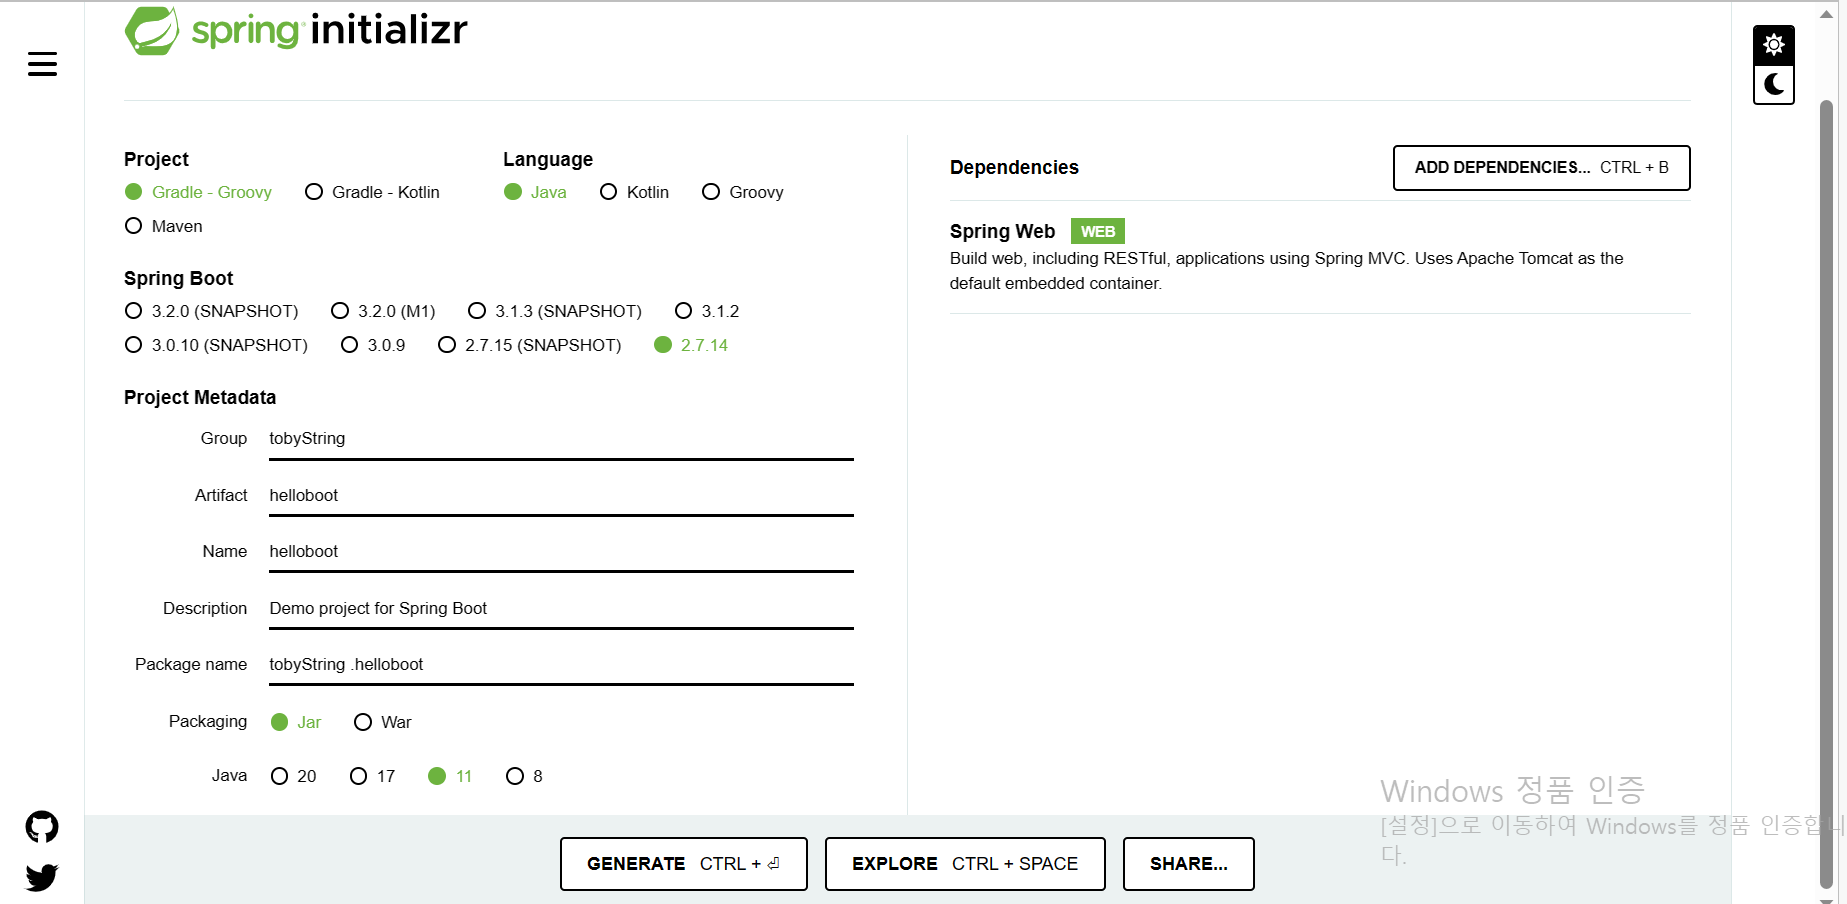 spring initializr
Project
Gradle - Groovy Gradle - Kotlin
Maven
Language
Java Kotlin Groovy
Spring Boot
3.2.0 (SNAPSHOT) 3.2.0 (M1) 3.1.3 (SNAPSHOT) 3.1.2
3.0.10 (SNAPSHOT) 3.0.9 2.7.15 (SNAPSHOT) 2.7.14
Project Metadata
Group tobyString
Artifact helloboot
Name helloboot
Description Demo project for Spring Boot
Package name tobyString .helloboot
Packaging Jar War
Java 20 17 11 8
Dependencies
ADD DEPENDENCIES... CTRL + B
Spring Web WEB
Build web, including RESTful, applications using Spring MVC. Uses Apache Tomcat as the
default embedded container.
GENERATE CTRL + ⏎
EXPLORE CTRL + SPACE
SHARE...
Windows 정품 인증
[설정]으로 이동하여 Windows를 정품 인증합니
다.